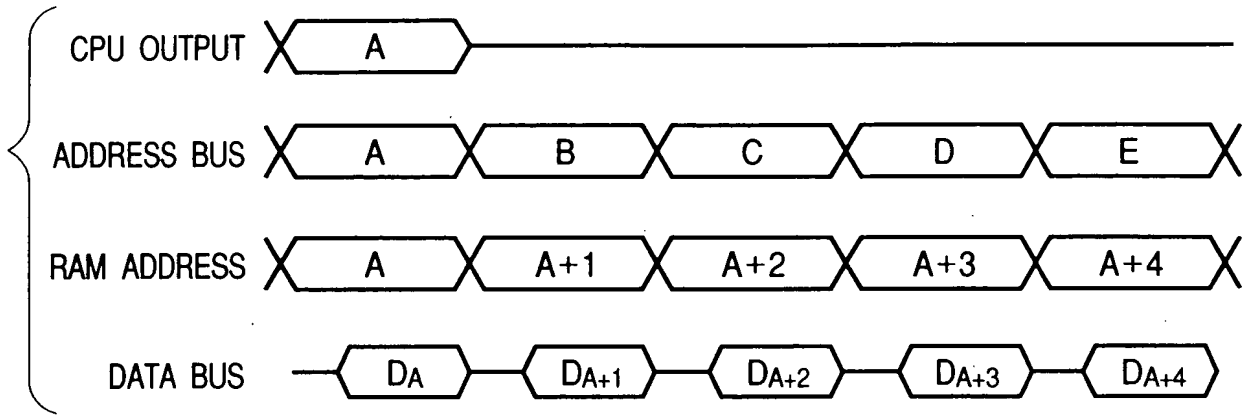 CPU OUTPUT A
ADDRESS BUS A B C D E
RAM ADDRESS A A+1 A+2 A+3 A+4
DATA BUS DA DA+1 DA+2 DA+3 DA+4